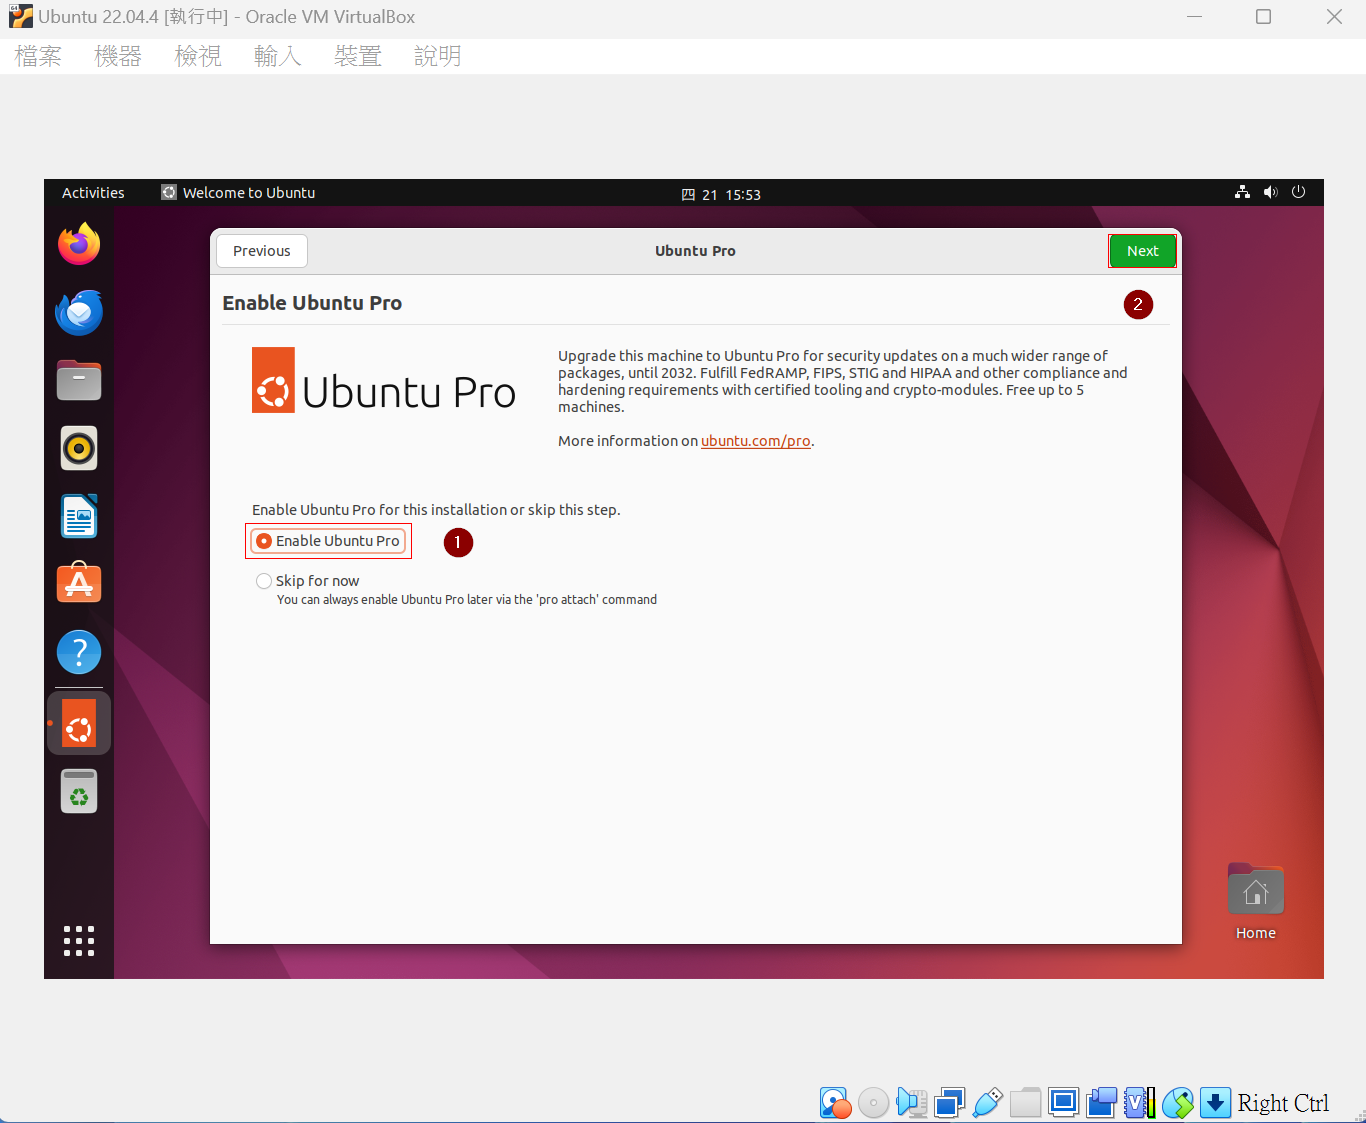 Ubuntu 22.04.4 [執行中] - Oracle VM VirtualBox
檔案 機器 檢視 輸入 裝置 說明
Activities Welcome to Ubuntu 四 21 15:53
Previous Ubuntu Pro Next
Enable Ubuntu Pro
2
Ubuntu Pro
Upgrade this machine to Ubuntu Pro for security updates on a much wider range of
packages, until 2032. Fulfill FedRAMP, FIPS, STIG and HIPAA and other compliance and
hardening requirements with certified tooling and crypto-modules. Free up to 5
machines.
More information on ubuntu.com/pro.
Enable Ubuntu Pro for this installation or skip this step.
Enable Ubuntu Pro 1
Skip for now
You can always enable Ubuntu Pro later via the 'pro attach' command
Home
Right Ctrl